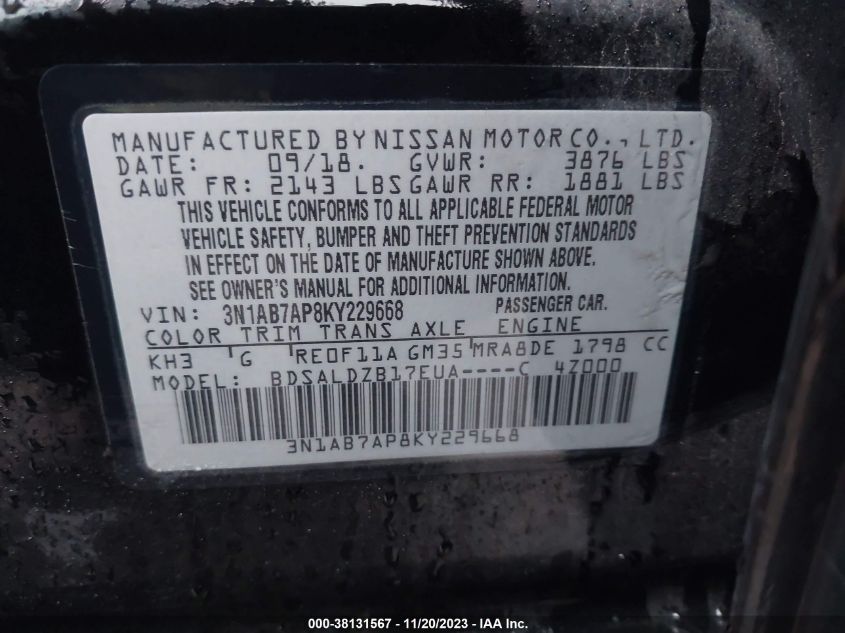 MANUFACTURED BY NISSAN MOTOR CO., LTD.
DATE: 09/18. GVWR: 3876 LBS
GAWR FR: 2143 LBS GAWR RR: 1881 LBS
THIS VEHICLE CONFORMS TO ALL APPLICABLE FEDERAL MOTOR
VEHICLE SAFETY, BUMPER AND THEFT PREVENTION STANDARDS
IN EFFECT ON THE DATE OF MANUFACTURE SHOWN ABOVE.
SEE OWNER'S MANUAL FOR ADDITIONAL INFORMATION.
VIN: 3N1AB7AP8KY229668 PASSENGER CAR.
COLOR TRIM TRANS AXLE ENGINE
KH3 G RE0F11A GM35 MRA8DE 1798 CC
MODEL: BDSALDZB17EUA----C 4Z000
3N1AB7AP8KY229668
000-38131567 - 11/20/2023 - IAA Inc.